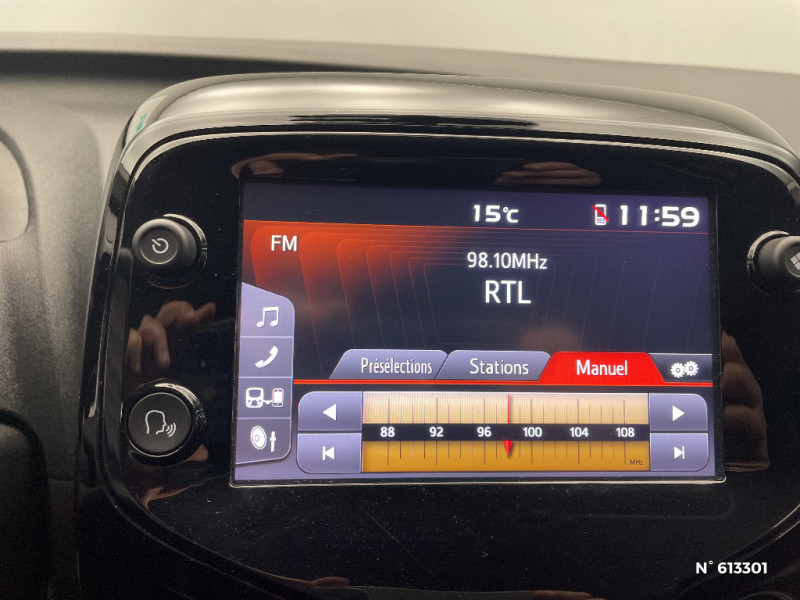 15°C 11:59
FM
98.10MHz
RTL
Présélections Stations Manuel
88 92 96 100 104 108
MHz
N° 613301